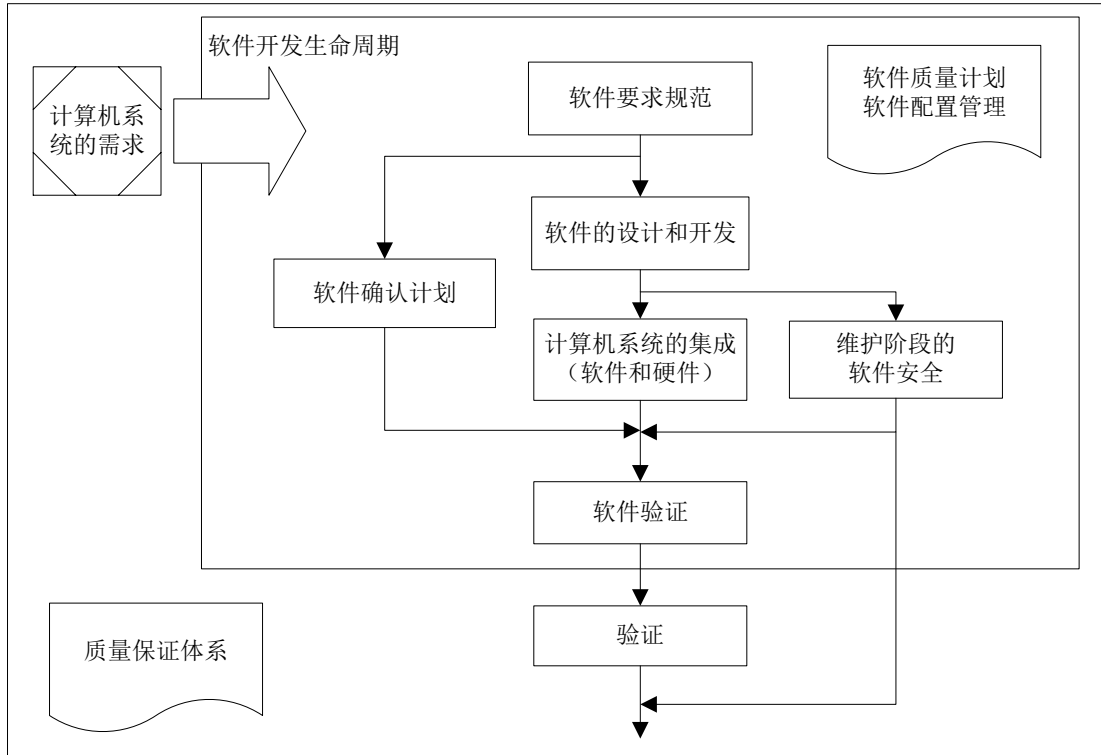 软件开发生命周期
计算机系
统的需求
软件要求规范
软件质量计划
软件配置管理
软件的设计和开发
软件确认计划
计算机系统的集成
（软件和硬件）
维护阶段的
软件安全
软件验证
验证
质量保证体系